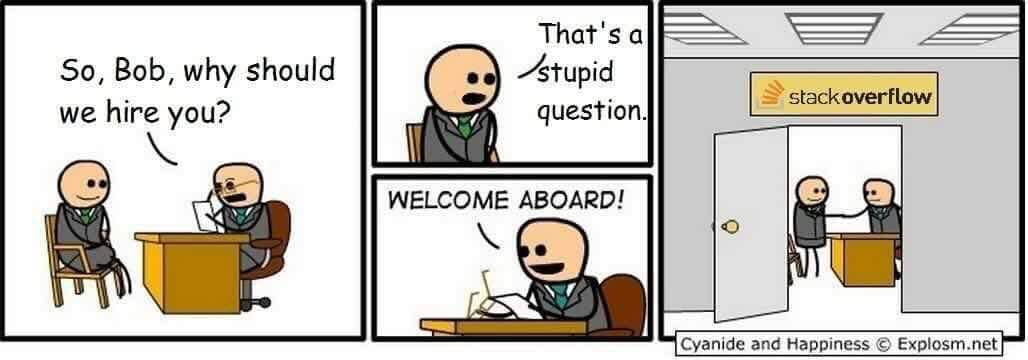 So, Bob, why should
we hire you?
That's a
stupid
question.
WELCOME ABOARD!
stackoverflow
Cyanide and Happiness © Explosm.net